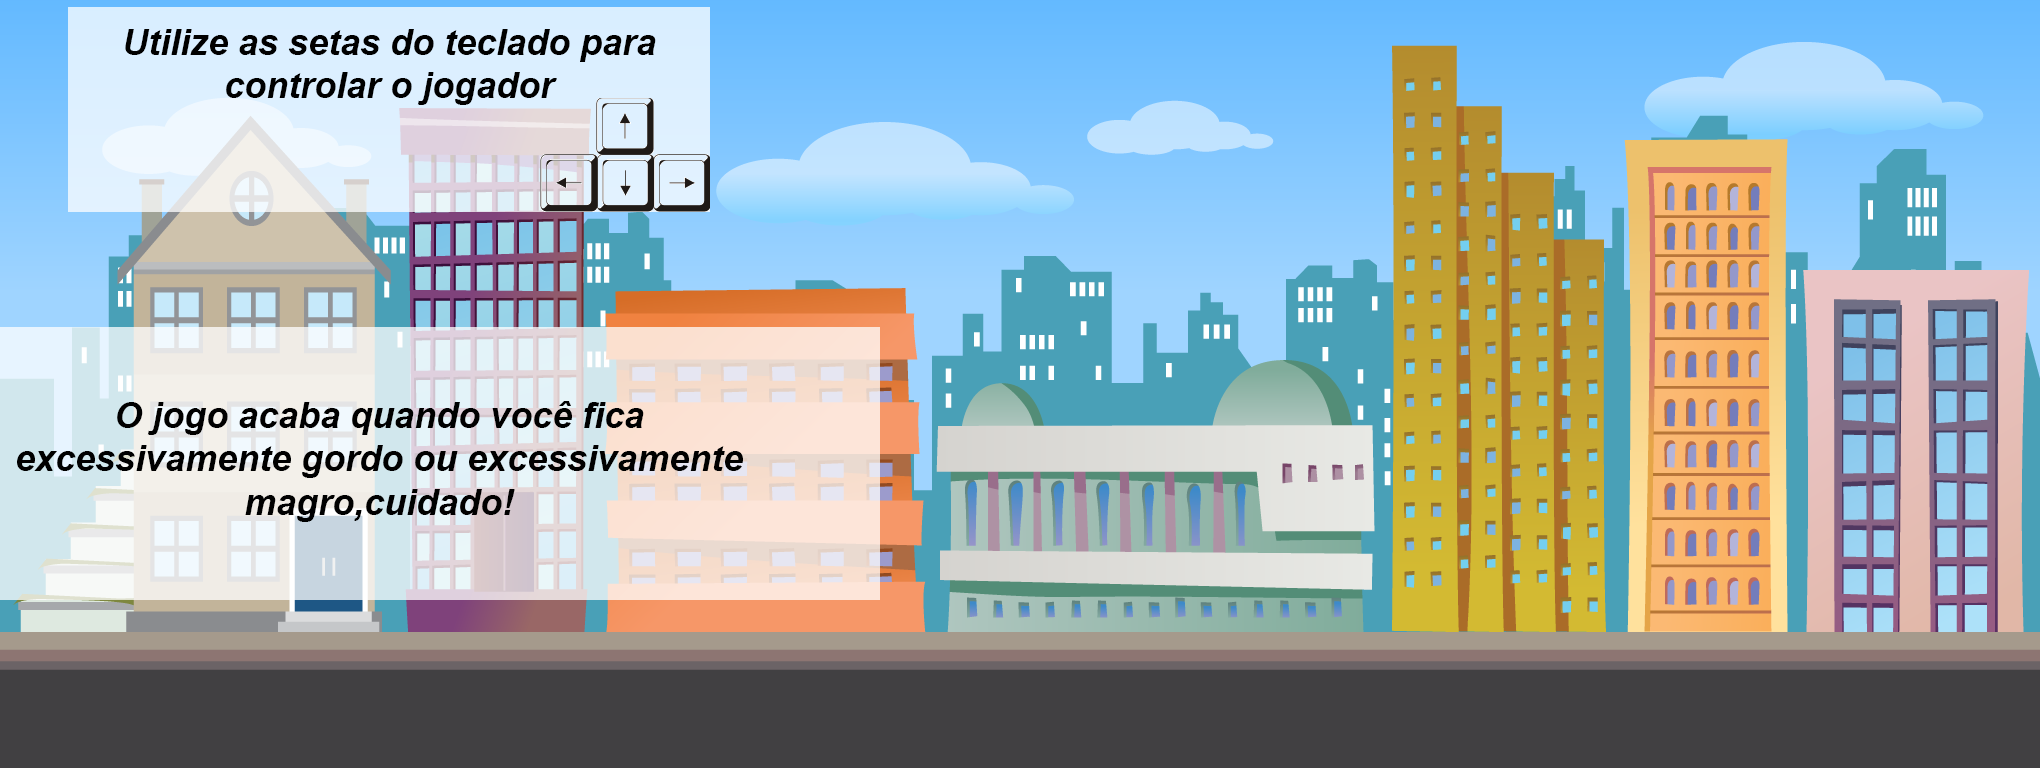 Utilize as setas do teclado para
controlar o jogador
O jogo acaba quando você fica
excessivamente gordo ou excessivamente
magro,cuidado!